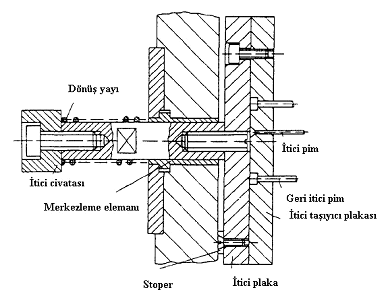 Dönüş yayı
İtici pim
İtici civatası
Merkezleme elemanı
Geri itici pim
İtici taşıyıcı plakası
Stoper
İtici plaka